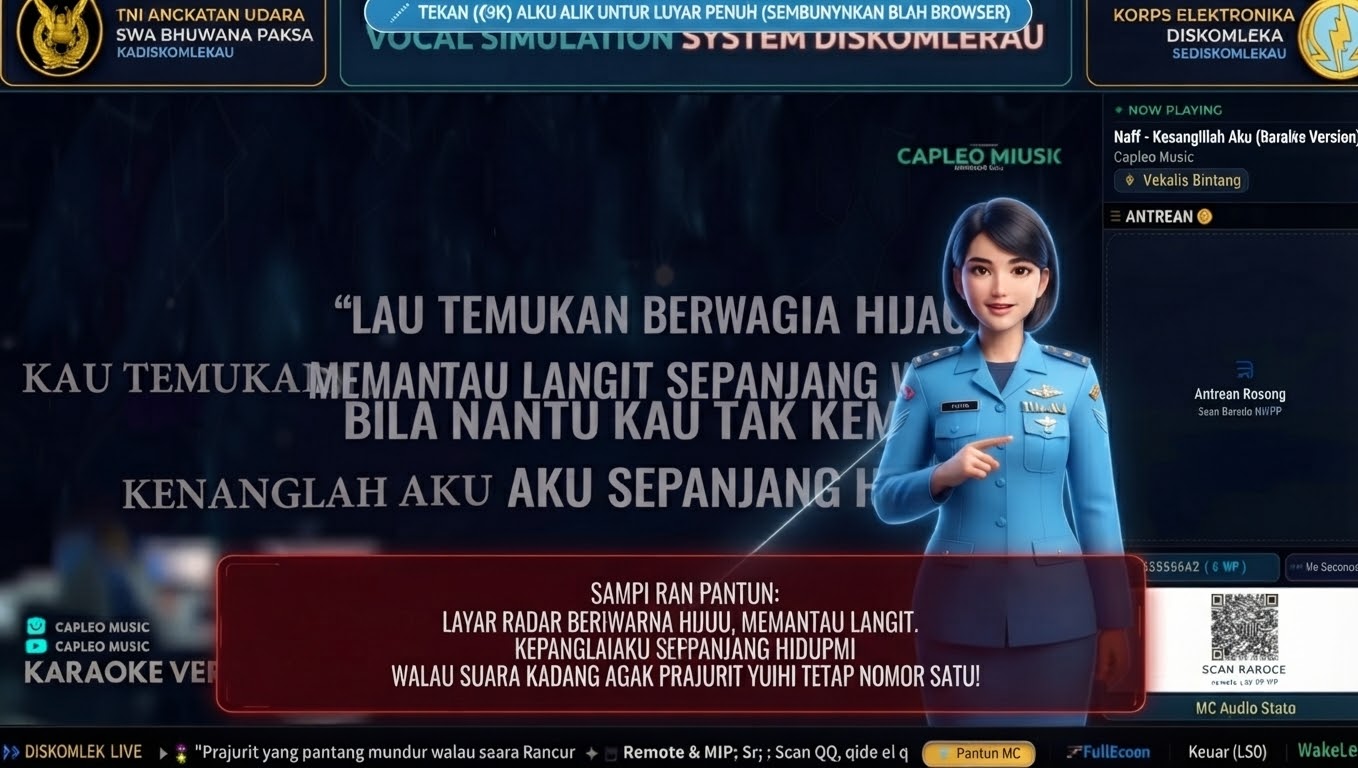 TNI ANGKATAN UDARA
SWA BHUWANA PAKSA
KADISKOMLEKAU
TEKAN ((9K) ALKU ALIK UNTUR LUYAR PENUH (SEMBUNYNKAN BLAH BROWSER)
VOCAL SIMULATION SYSTEM DISKOMLERAU
KORPS ELEKTRONIKA
DISKOMLEKA
SEDISKOMLEKAU
NOW PLAYING
Naff - Kesanglllah Aku (Baralke Version)
Capleo Music
Vekalis Bintang
ANTREAN
Antrean Rosong
Sean Baredo NWPP
CAPLEO MIUSIC
“LAU TEMUKAN BERWAGIA HIJAU
KAU TEMUKAN
MEMANTAU LANGIT SEPANJANG W
BILA NANTU KAU TAK KEM
KENANGLAH AKU AKU SEPANJANG H
SAMPI RAN PANTUN:
LAYAR RADAR BERIWARNA HIJUU, MEMANTAU LANGIT.
KEPANGLAIAKU SEPPANJANG HIDUPMI
WALAU SUARA KADANG AGAK PRAJURIT YUIHI TETAP NOMOR SATU!
CAPLEO MUSIC
CAPLEO MUSIC
KARAOKE VER
5S5S56A2 ( 6 WP )
Me Seconos
SCAN RAROCE
MC Audlo Stato
DISKOMLEK LIVE
"Prajurit yang pantang mundur walau saara Rancur
Remote & MIP; Sr; : Scan QQ, qide el q
Pantun MC
FullEcoon
Keuar (LS0)
WakeLe